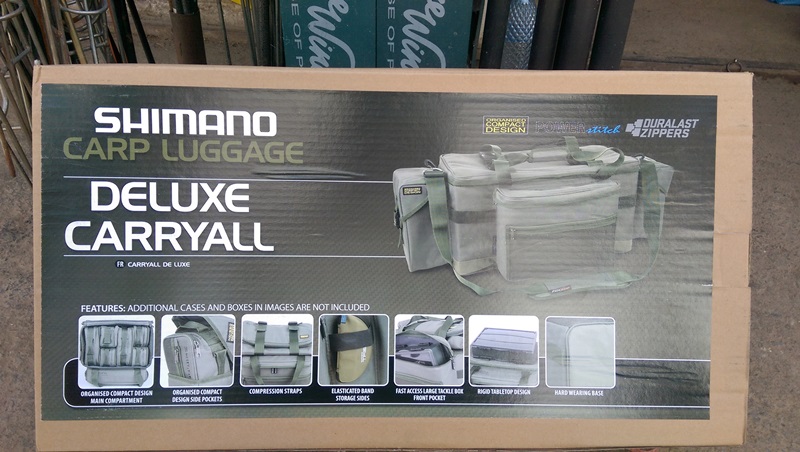 SHIMANO
CARP LUGGAGE
DELUXE
CARRYALL
FR CARRYALL DE LUXE
ORGANISED
COMPACT
DESIGN
POWER stitch
DURALAST
ZIPPERS
FEATURES: ADDITIONAL CASES AND BOXES IN IMAGES ARE NOT INCLUDED
ORGANISED COMPACT DESIGN
MAIN COMPARTMENT
ORGANISED COMPACT
DESIGN SIDE POCKETS
COMPRESSION STRAPS
ELASTICATED BAND
STORAGE SIDES
FAST ACCESS LARGE TACKLE BOX
FRONT POCKET
RIGID TABLETOP DESIGN
HARD WEARING BASE